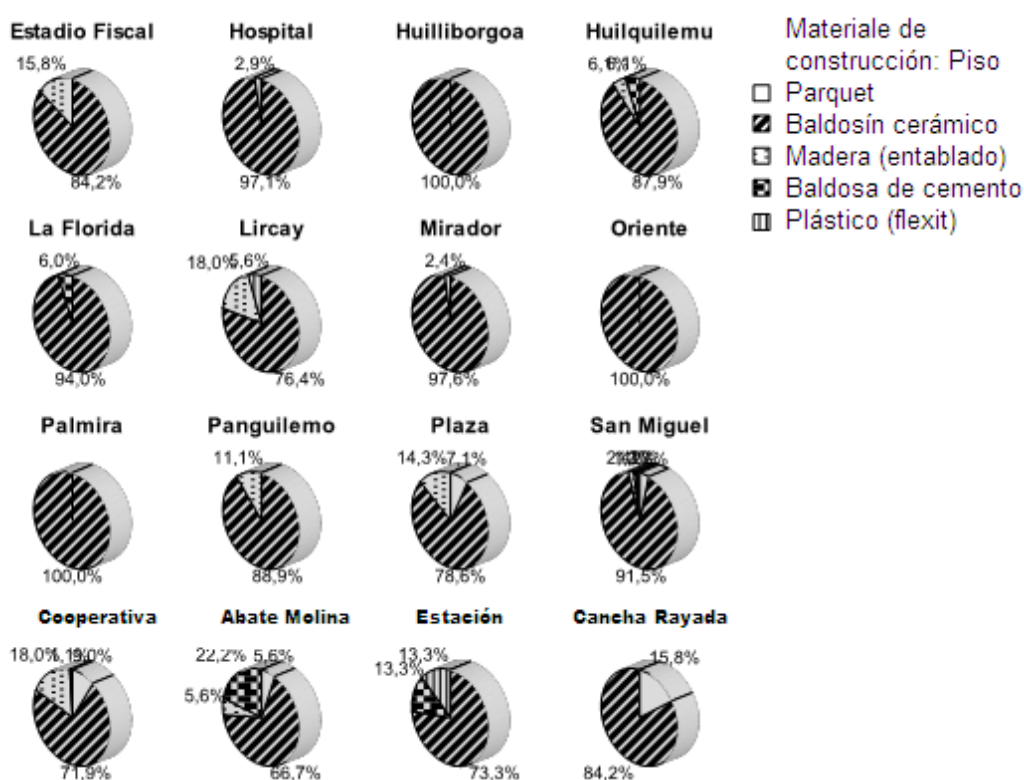 Estadio Fiscal Hospital Huilliborgoa Huilquilemu
15,8% 2,9%
84,2% 97,1% 100,0% 87,9%
La Florida Lircay Mirador Oriente
6,0% 18,0% 5,6% 2,4%
94,0% 76,4% 97,6% 100,0%
Palmira Panguilemo Plaza San Miguel
11,1% 14,3% 7,1%
100,0% 88,9% 78,6% 91,5%
Cooperativa Abate Molina Estación Cancha Rayada
18,0% 22,2% 5,6% 13,3% 15,8%
5,6% 13,3%
71,9% 66,7% 73,3% 84,2%
Materiale de
construcción: Piso
Parquet
Baldosín cerámico
Madera (entablado)
Baldosa de cemento
Plástico (flexit)